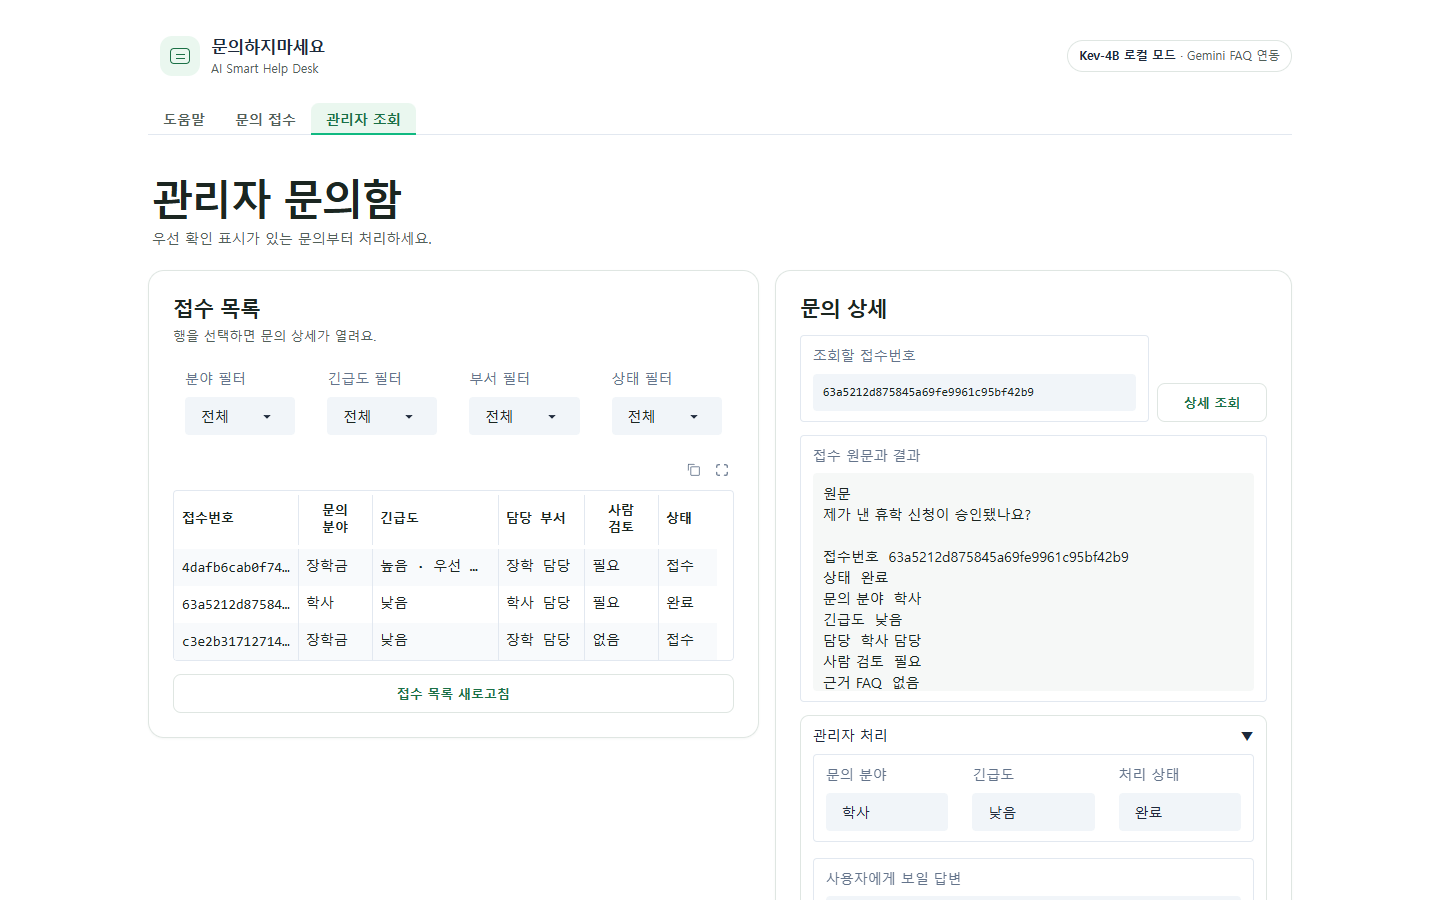 문의하지마세요
AI Smart Help Desk
Kev-4B 로컬 모드 · Gemini FAQ 연동
도움말
문의 접수
관리자 조회
관리자 문의함
우선 확인 표시가 있는 문의부터 처리하세요.
접수 목록
행을 선택하면 문의 상세가 열려요.
분야 필터
긴급도 필터
부서 필터
상태 필터
전체
전체
전체
전체
접수번호
문의
분야
긴급도
담당 부서
사람
검토
상태
4dafb6cab0f74… 장학금 높음 · 우선 … 장학 담당 필요 접수
63a5212d87584… 학사 낮음 학사 담당 필요 완료
c3e2b31712714… 장학금 낮음 장학 담당 없음 접수
접수 목록 새로고침
문의 상세
조회할 접수번호
63a5212d875845a69fe9961c95bf42b9
상세 조회
접수 원문과 결과
원문
제가 낸 휴학 신청이 승인됐나요?
접수번호 63a5212d875845a69fe9961c95bf42b9
상태 완료
문의 분야 학사
긴급도 낮음
담당 학사 담당
사람 검토 필요
근거 FAQ 없음
관리자 처리
문의 분야
긴급도
처리 상태
학사
낮음
완료
사용자에게 보일 답변